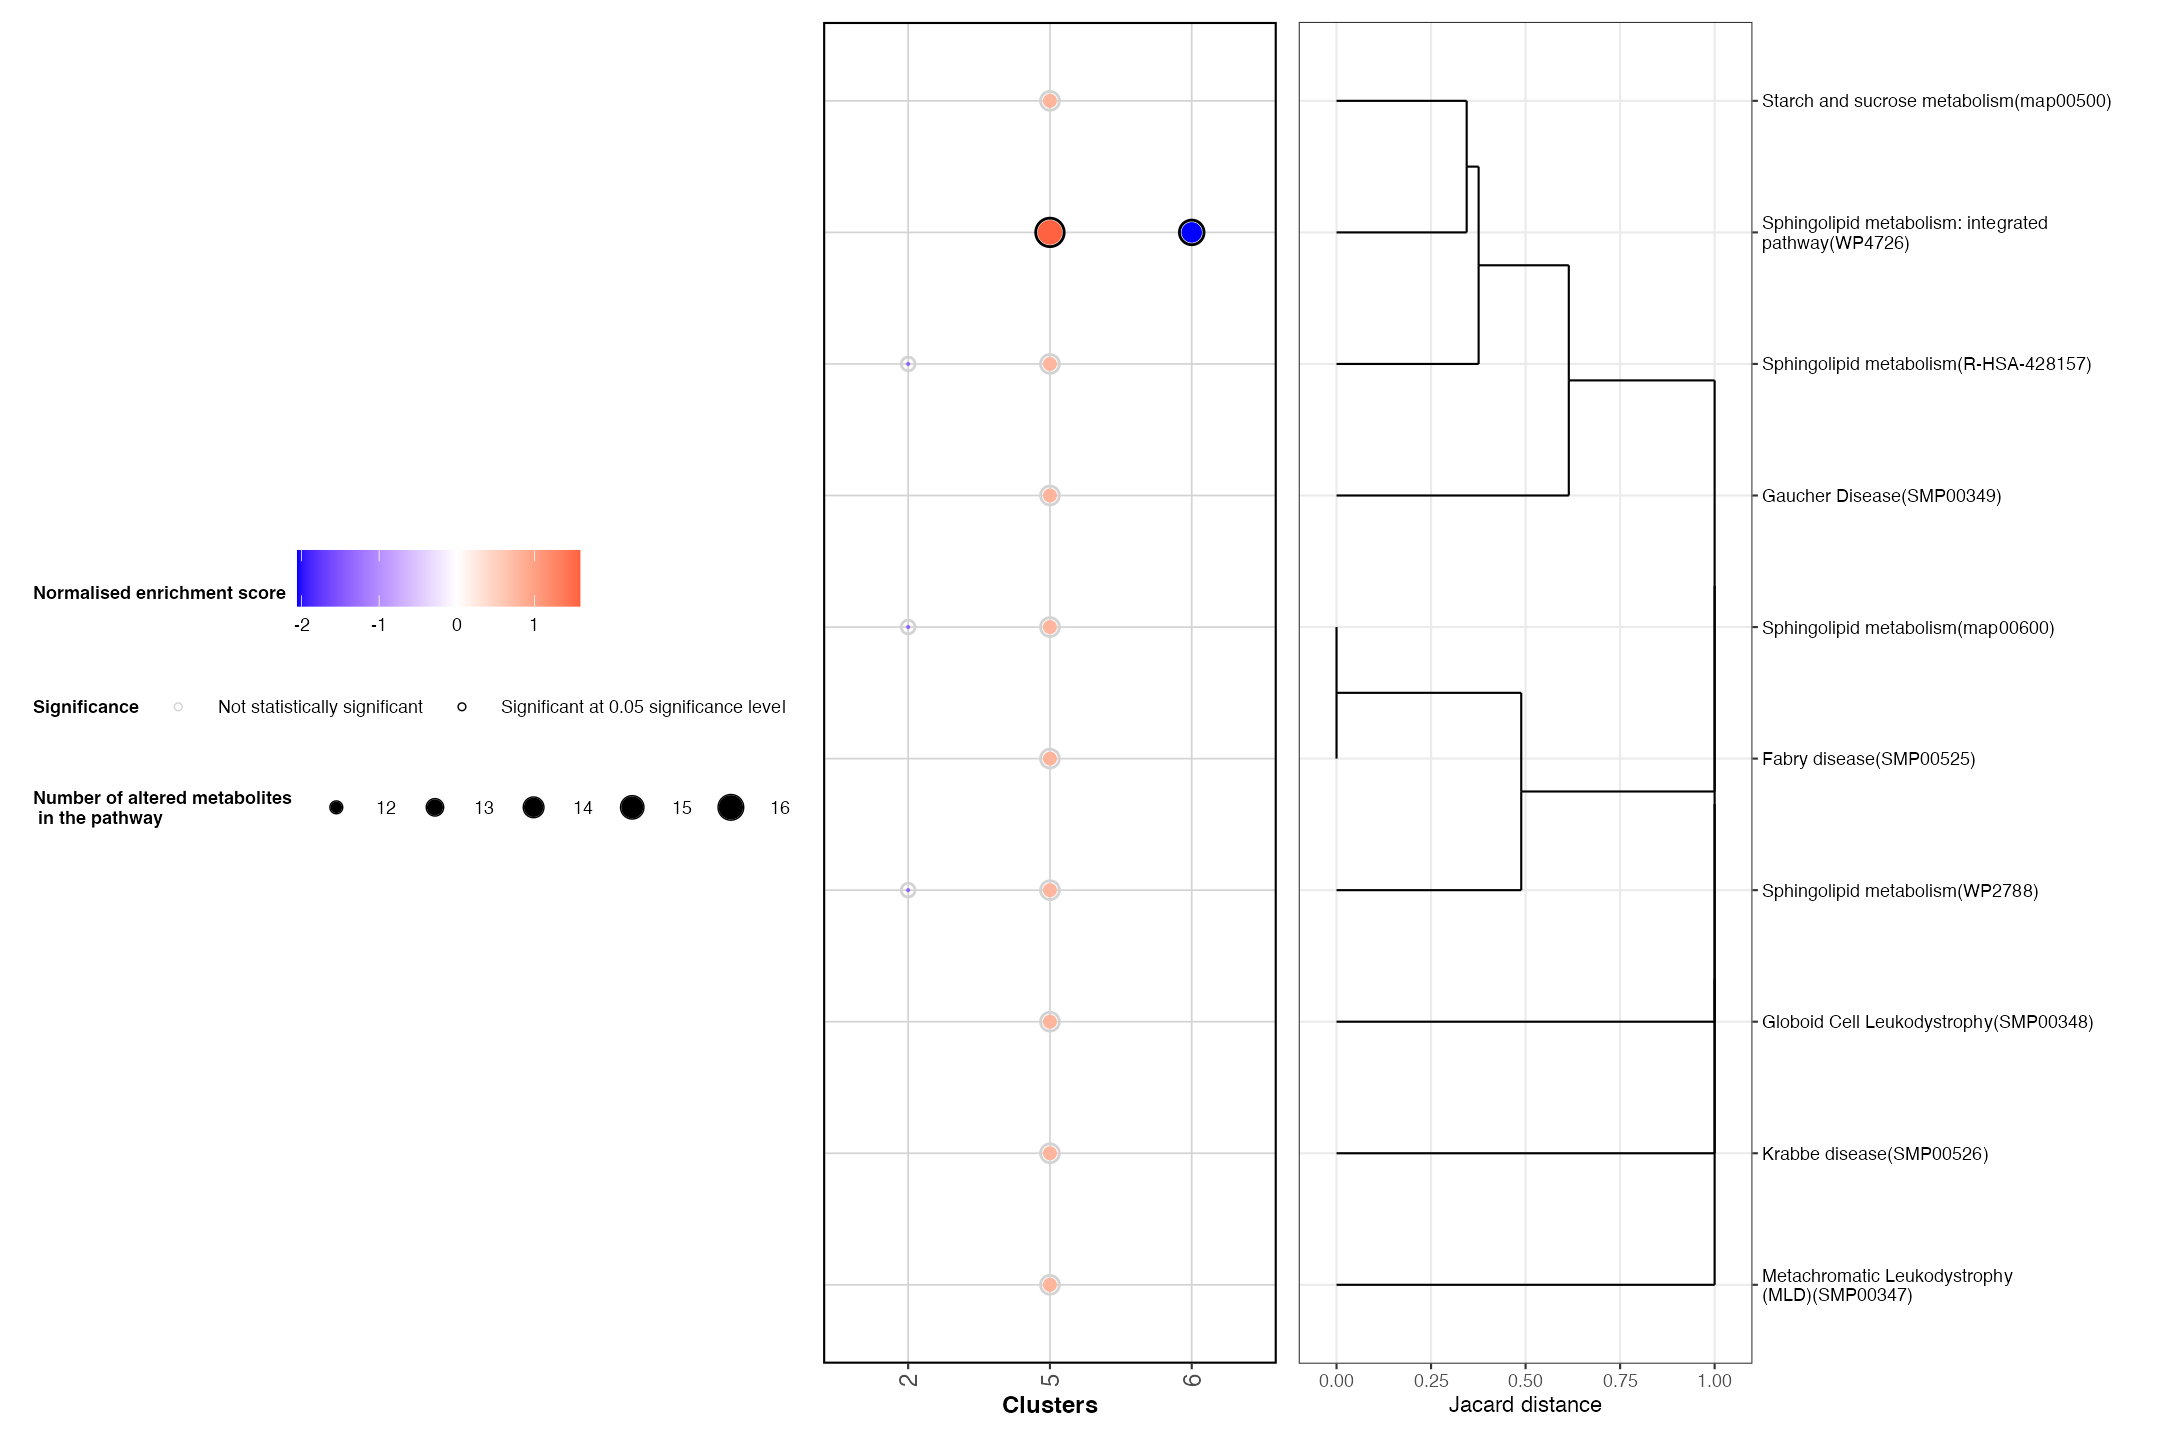 Starch and sucrose metabolism(map00500)
Sphingolipid metabolism: integrated
pathway(WP4726)
Sphingolipid metabolism(R-HSA-428157)
Gaucher Disease(SMP00349)
Sphingolipid metabolism(map00600)
Fabry disease(SMP00525)
Sphingolipid metabolism(WP2788)
Globoid Cell Leukodystrophy(SMP00348)
Krabbe disease(SMP00526)
Metachromatic Leukodystrophy
(MLD)(SMP00347)
Normalised enrichment score
-2 -1 0 1
Significance Not statistically significant Significant at 0.05 significance level
Number of altered metabolites
in the pathway
12 13 14 15 16
2 5 6
Clusters
0.00 0.25 0.50 0.75 1.00
Jacard distance